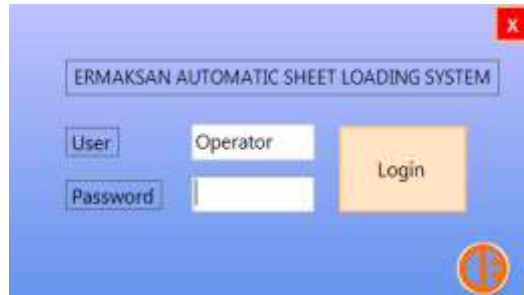 X
ERMAKSAN AUTOMATIC SHEET LOADING SYSTEM
User
Operator
Login
Password